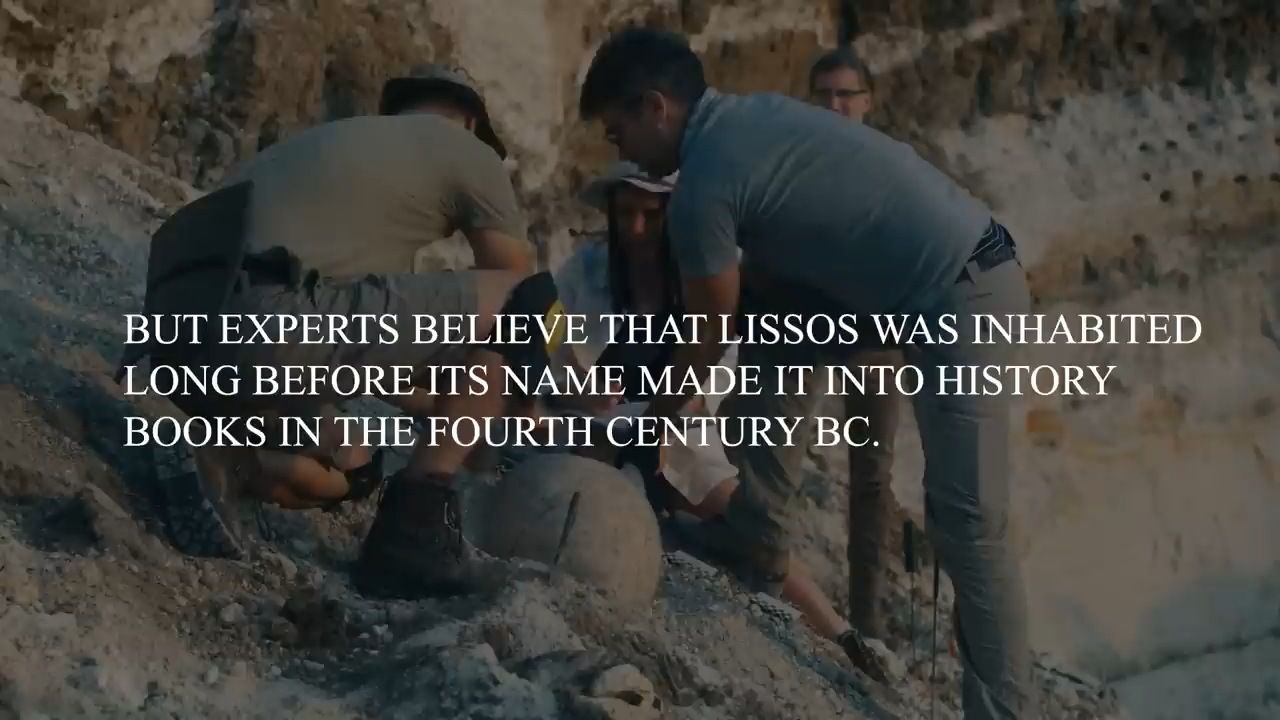 BUT EXPERTS BELIEVE THAT LISSOS WAS INHABITED
LONG BEFORE ITS NAME MADE IT INTO HISTORY
BOOKS IN THE FOURTH CENTURY BC.